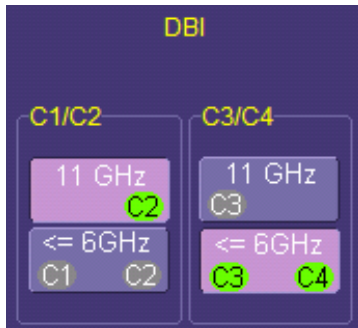 DBI
C1/C2
11 GHz
C2
<= 6GHz
C1 C2
C3/C4
11 GHz
C3
<= 6GHz
C3 C4